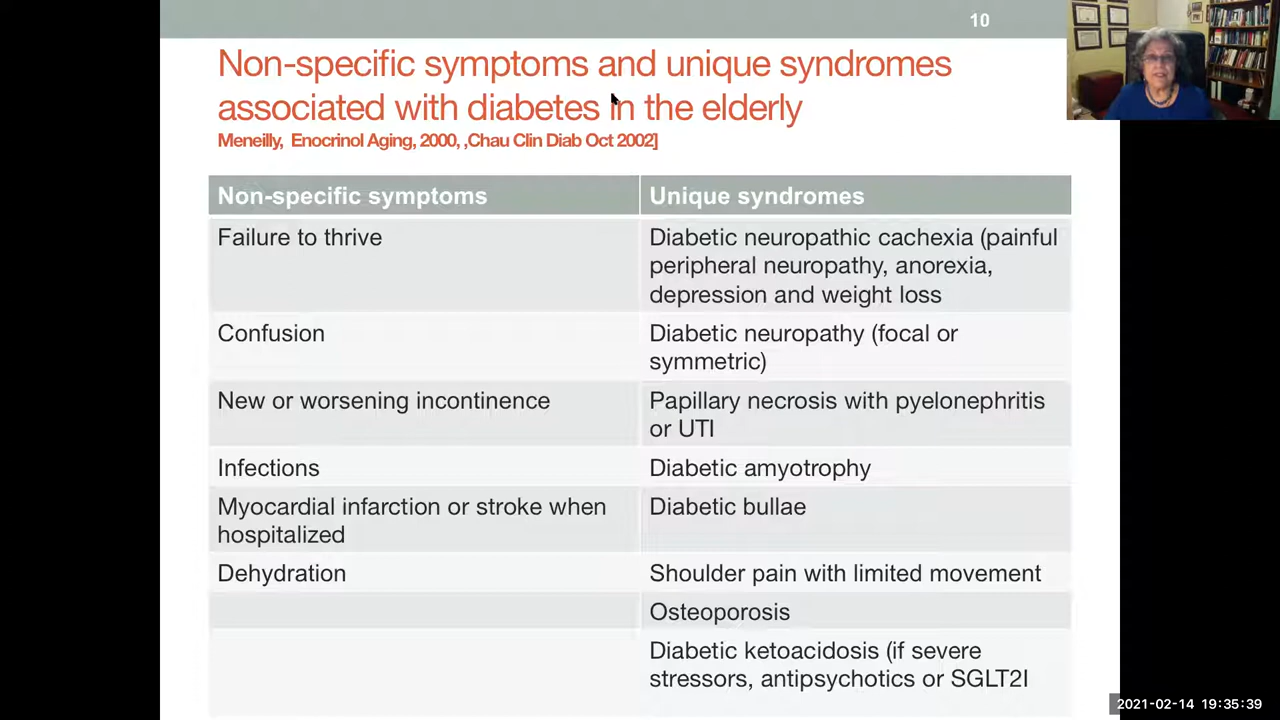 10
Non-specific symptoms and unique syndromes
associated with diabetes in the elderly
Meneilly, Enocrinol Aging, 2000, ,Chau Clin Diab Oct 2002]
Non-specific symptoms
Unique syndromes
Failure to thrive
Diabetic neuropathic cachexia (painful
peripheral neuropathy, anorexia,
depression and weight loss
Confusion
Diabetic neuropathy (focal or
symmetric)
New or worsening incontinence
Papillary necrosis with pyelonephritis
or UTI
Infections
Diabetic amyotrophy
Myocardial infarction or stroke when
hospitalized
Diabetic bullae
Dehydration
Shoulder pain with limited movement
Osteoporosis
Diabetic ketoacidosis (if severe
stressors, antipsychotics or SGLT2I
2021-02-14 19:35:39